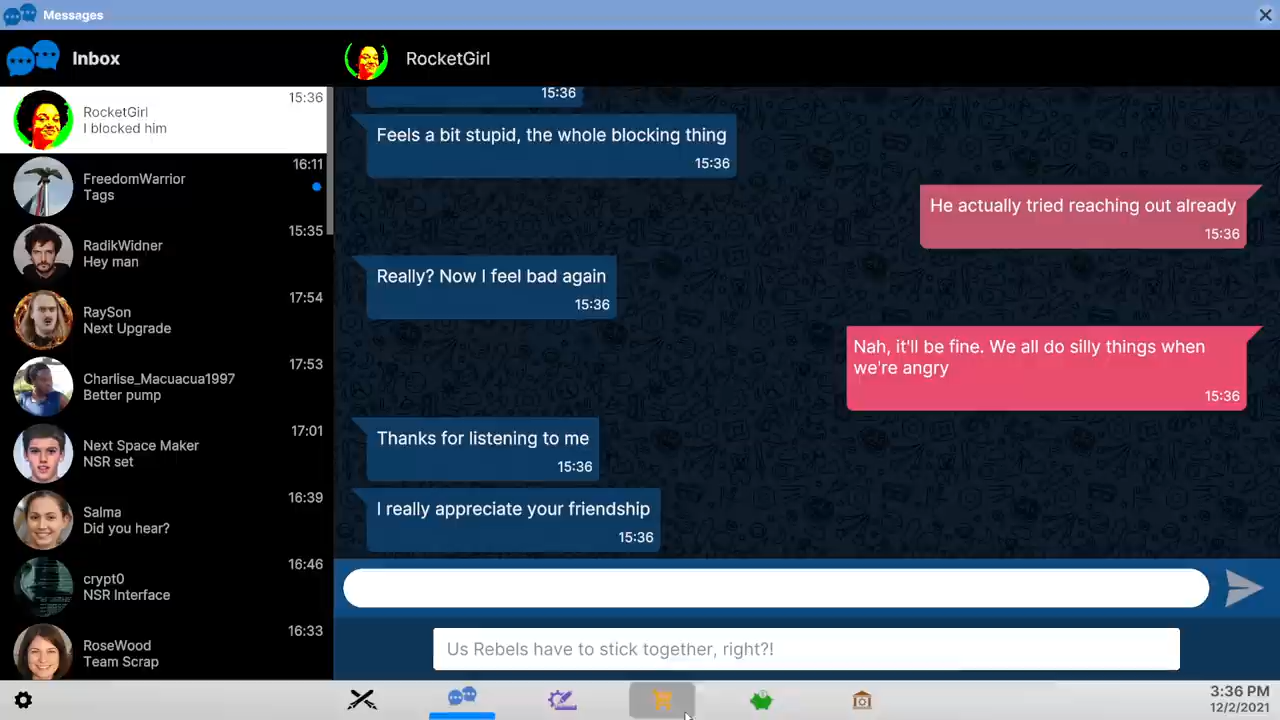 Messages
Inbox
RocketGirl
15:36
RocketGirl
I blocked him
16:11
FreedomWarrior
Tags
15:35
RadikWidner
Hey man
17:54
RaySon
Next Upgrade
17:53
Charlise_Macuacua1997
Better pump
17:01
Next Space Maker
NSR set
16:39
Salma
Did you hear?
16:46
crypt0
NSR Interface
16:33
RoseWood
Team Scrap
15:36
Feels a bit stupid, the whole blocking thing
15:36
He actually tried reaching out already
15:36
Really? Now I feel bad again
15:36
Nah, it'll be fine. We all do silly things when
we're angry
15:36
Thanks for listening to me
15:36
I really appreciate your friendship
15:36
Us Rebels have to stick together, right?!
3:36 PM
12/2/2021